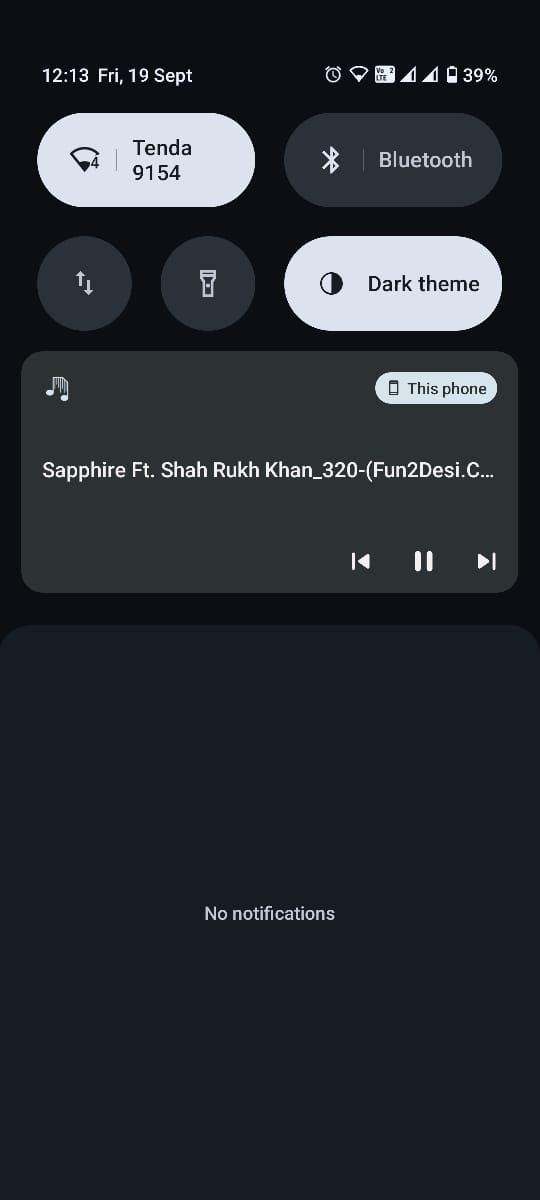 12:13 Fri, 19 Sept
Vo 2
LTE
39%
4
Tenda
9154
Bluetooth
Dark theme
This phone
Sapphire Ft. Shah Rukh Khan_320-(Fun2Desi.C...
No notifications